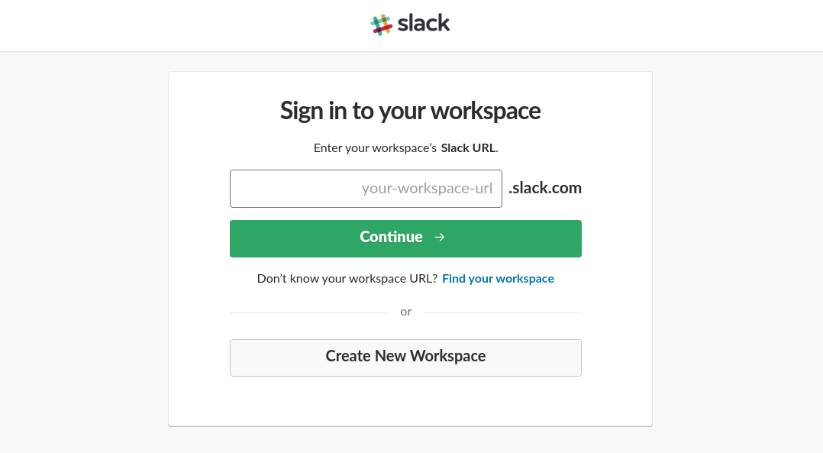 slack
Sign in to your workspace
Enter your workspace's Slack URL.
your-workspace-url .slack.com
Continue →
Don't know your workspace URL? Find your workspace
or
Create New Workspace